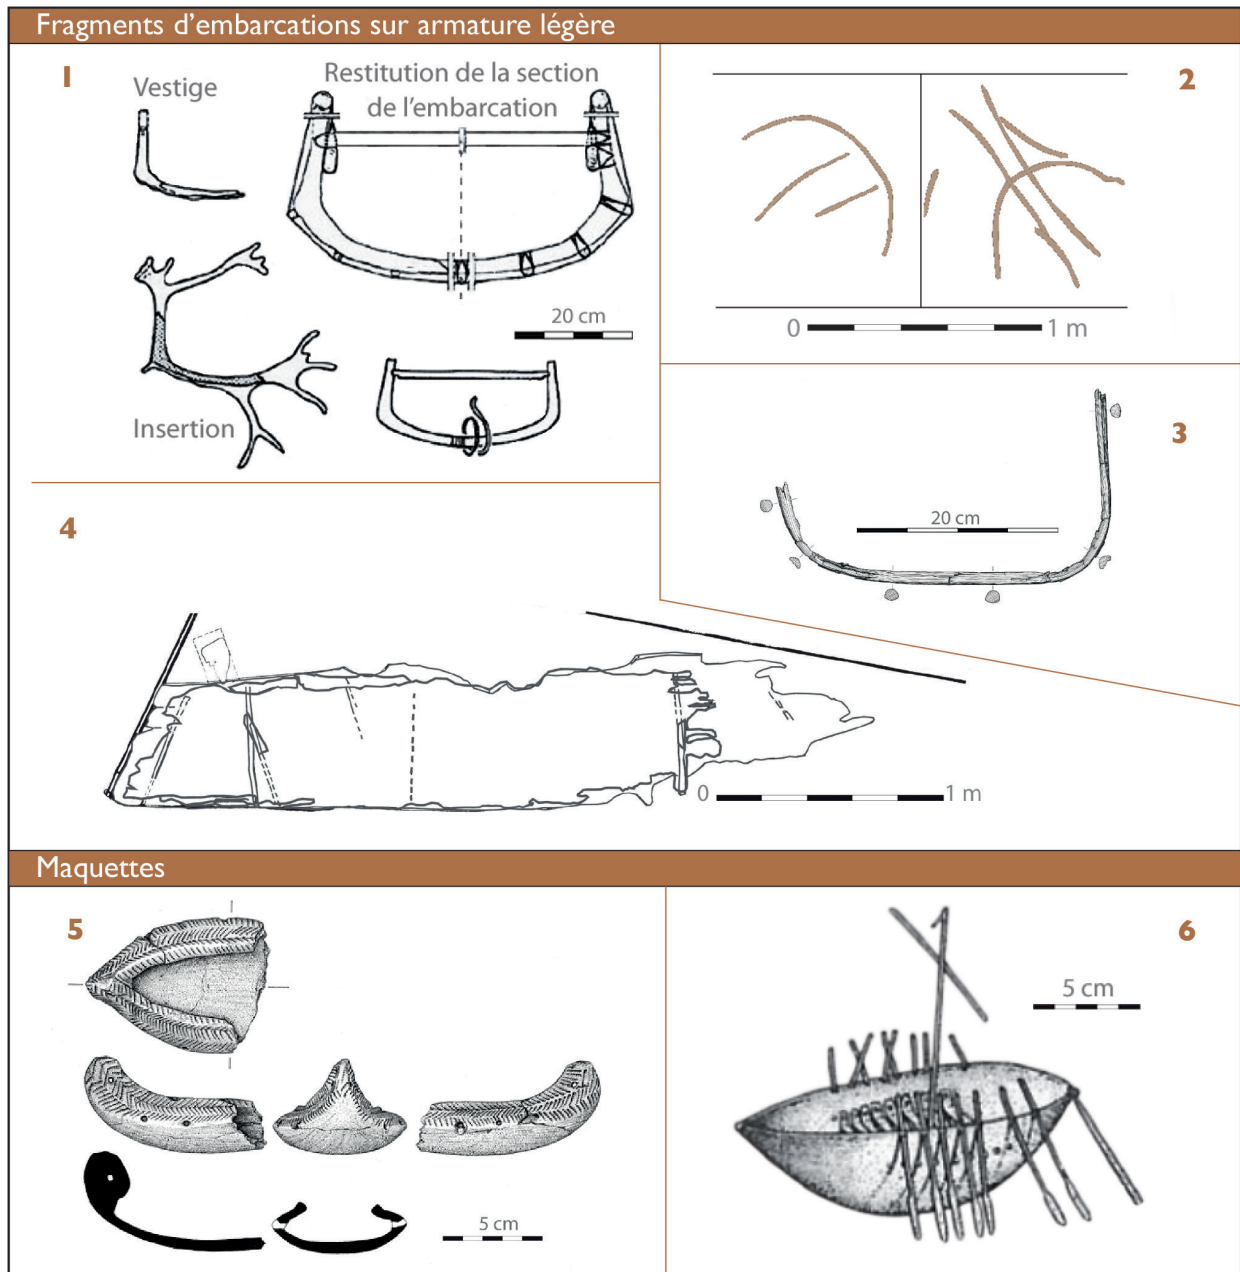 Fragments d’embarcations sur armature légère
1
Vestige
Restitution de la section
de l’embarcation
20 cm
Insertion
2
0 1 m
3
20 cm
4
0 1 m
Maquettes
5
5 cm
6
5 cm